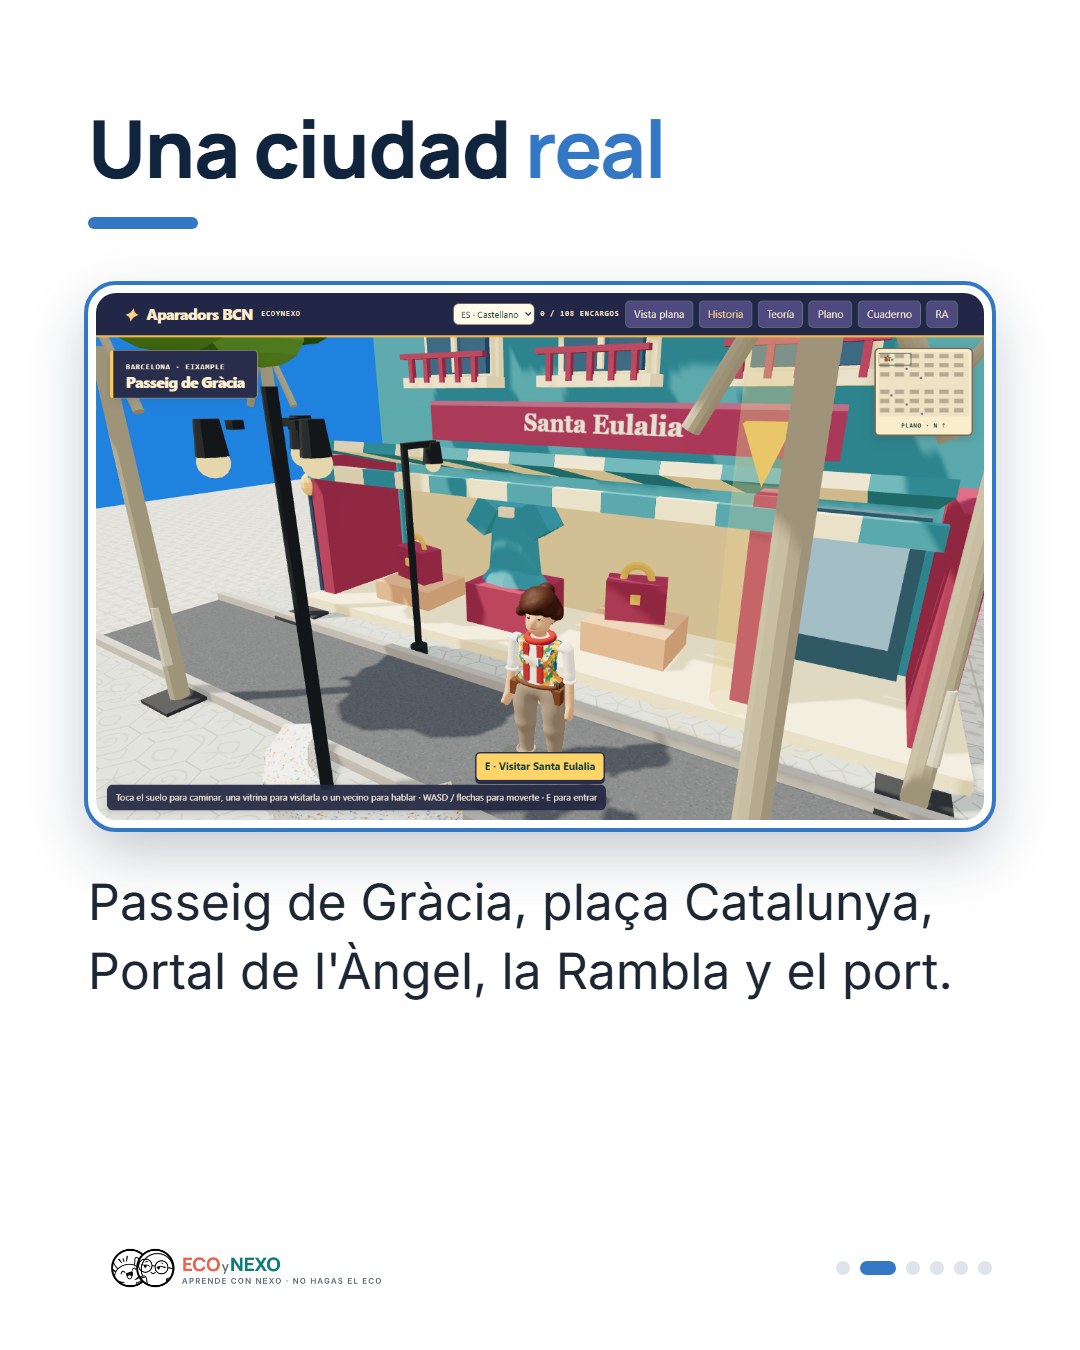 Una ciudad real
Aparadors BCN ECOYNEXO
ES · Castellano
0 / 108 ENCARGOS
Vista plana
Historia
Teoría
Plano
Cuaderno
RA
BARCELONA · EIXAMPLE
Passeig de Gràcia
Santa Eulalia
PLANO · N ↑
E · Visitar Santa Eulalia
Toca el suelo para caminar, una vitrina para visitarla o un vecino para hablar · WASD / flechas para moverte · E para entrar
Passeig de Gràcia, plaça Catalunya,
Portal de l'Àngel, la Rambla y el port.
ECOyNEXO
APRENDE CON NEXO · NO HAGAS EL ECO